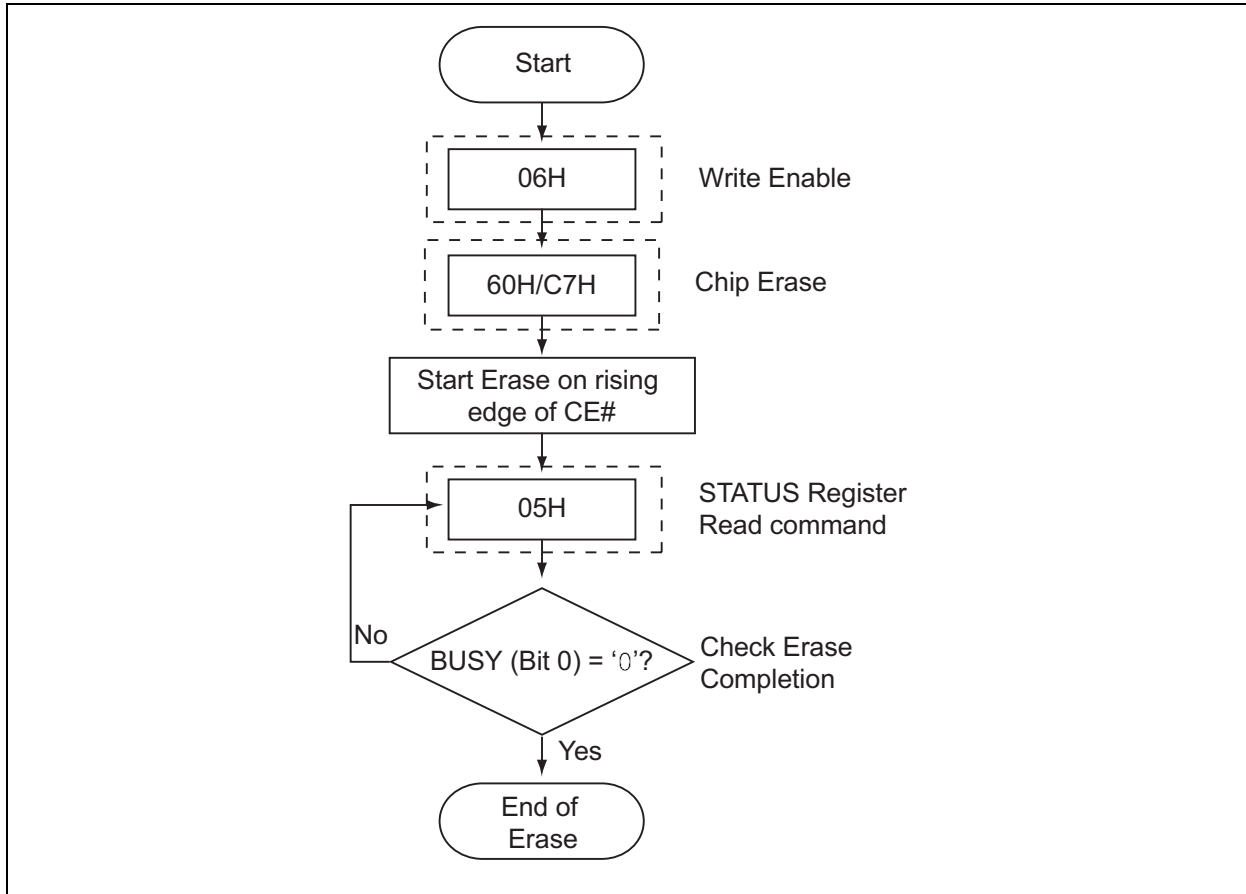 Start
06H
Write Enable
60H/C7H
Chip Erase
Start Erase on rising
edge of CE#
05H
STATUS Register
Read command
No
BUSY (Bit 0) = ‘0’?
Check Erase
Completion
Yes
End of
Erase